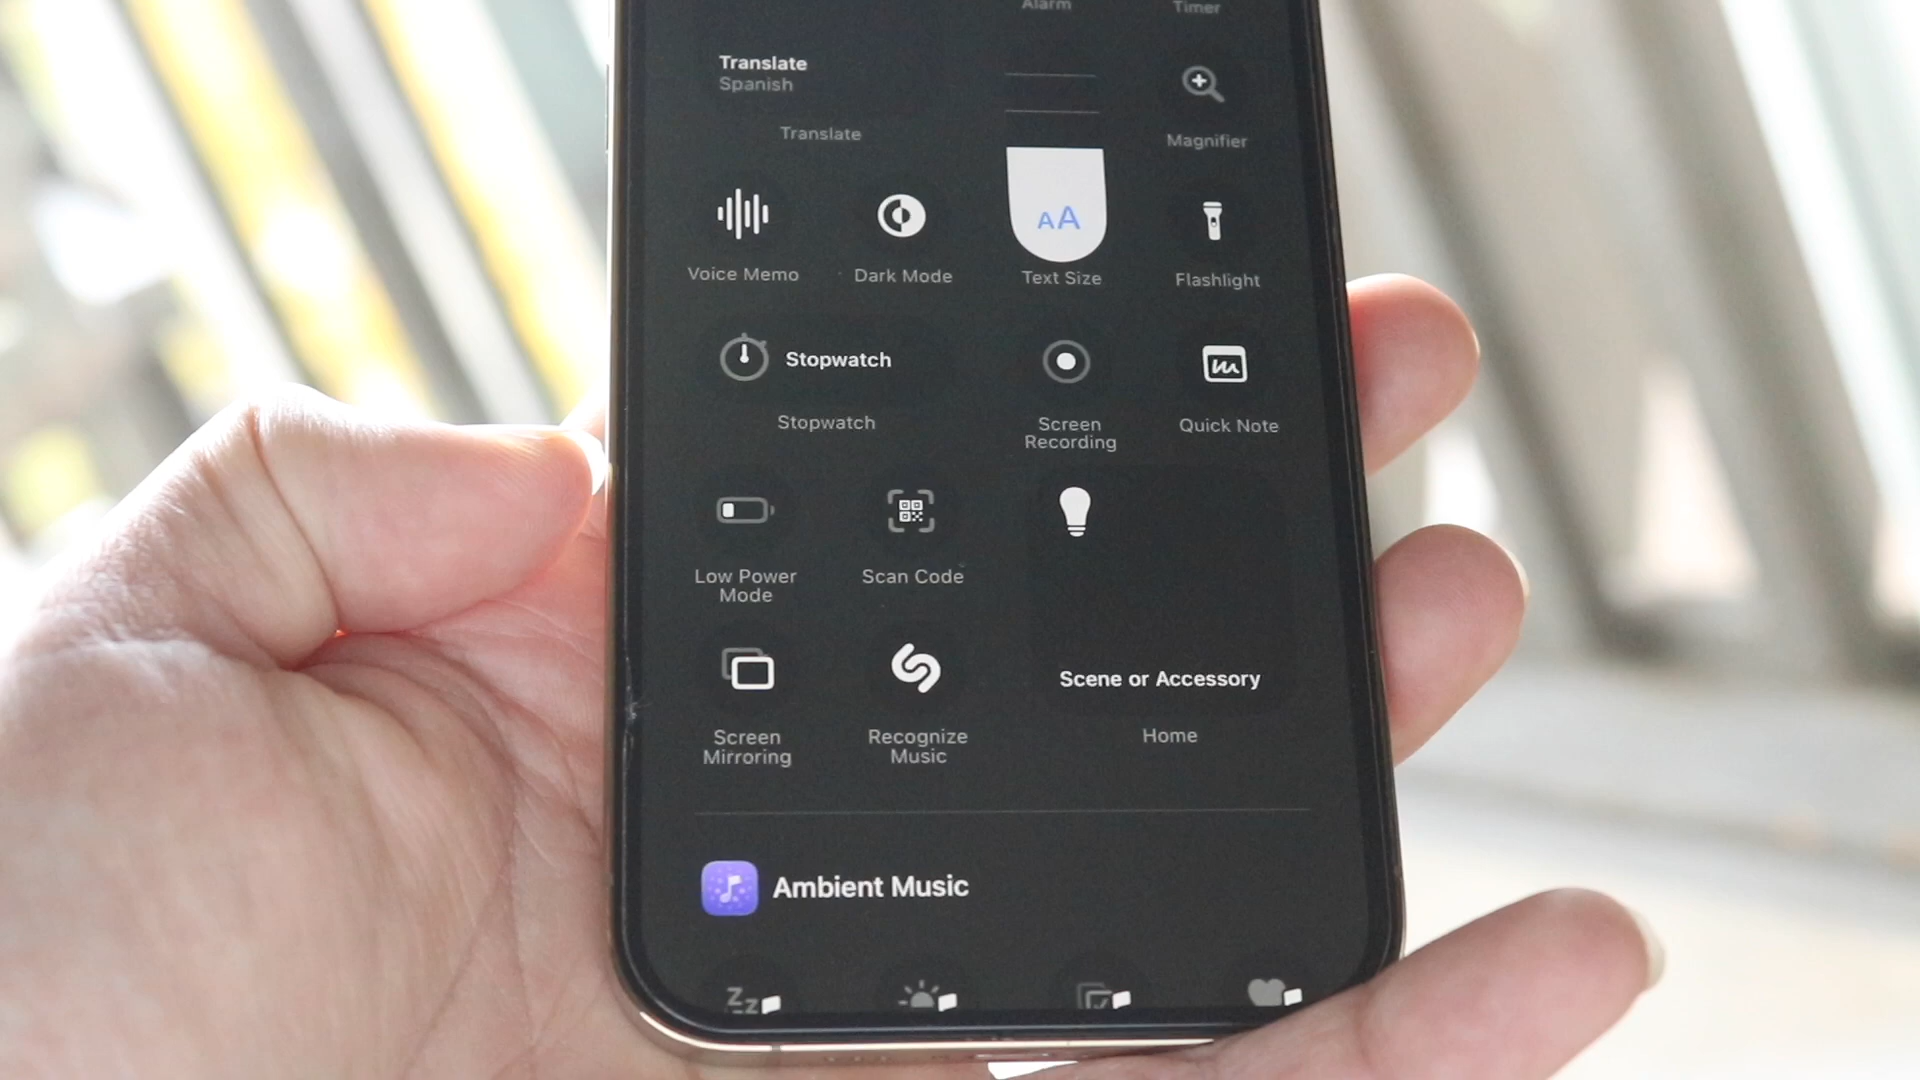 Alarm
Timer
Translate
Spanish
Translate
Magnifier
AA
Voice Memo
Dark Mode
Text Size
Flashlight
Stopwatch
Stopwatch
Screen
Recording
Quick Note
Low Power
Mode
Scan Code
Scene or Accessory
Screen
Mirroring
Recognize
Music
Home
Ambient Music
Zz